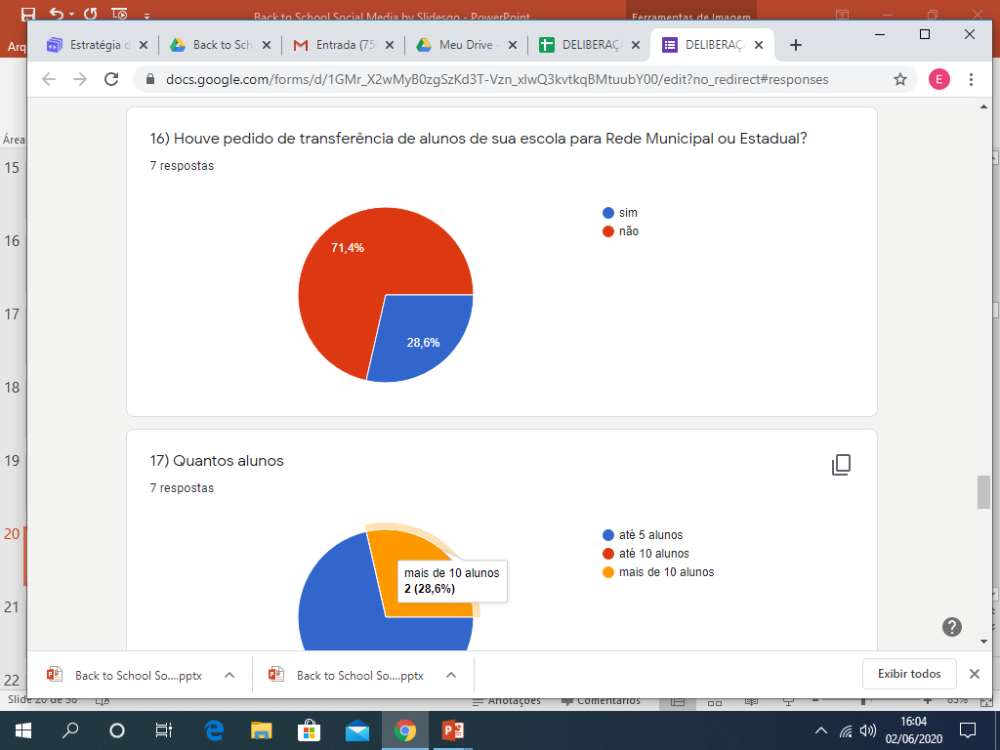 Back to School Social Media by Slidesgo - PowerPoint
Ferramentas de Imagem
Arq
Estratégia d
Back to Sch
Entrada (75
Meu Drive -
DELIBERAÇ
DELIBERAÇ
docs.google.com/forms/d/1GMr_X2wMyB0zgSzKd3T-Vzn_xlwQ3kvtkqBMtuubY00/edit?no_redirect#responses
E
Área
15
16
17
18
19
20
21
22
16) Houve pedido de transferência de alunos de sua escola para Rede Municipal ou Estadual?
7 respostas
sim
não
71,4%
28,6%
17) Quantos alunos
7 respostas
até 5 alunos
até 10 alunos
mais de 10 alunos
mais de 10 alunos
2 (28,6%)
Back to School So....pptx
Back to School So....pptx
Exibir todos
Slide 20 de 58
Anotações
Comentários
85%
16:04
02/06/2020